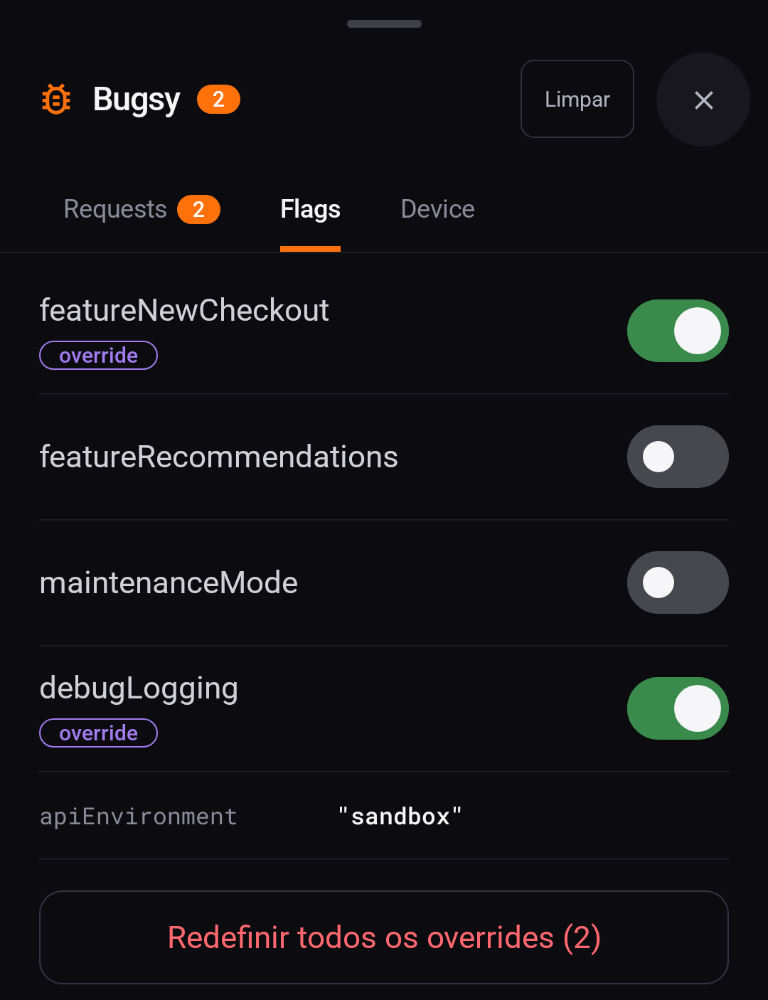 Bugsy 2 Limpar
Requests 2 Flags Device
featureNewCheckout
override
featureRecommendations
maintenanceMode
debugLogging
override
apiEnvironment "sandbox"
Redefinir todos os overrides (2)